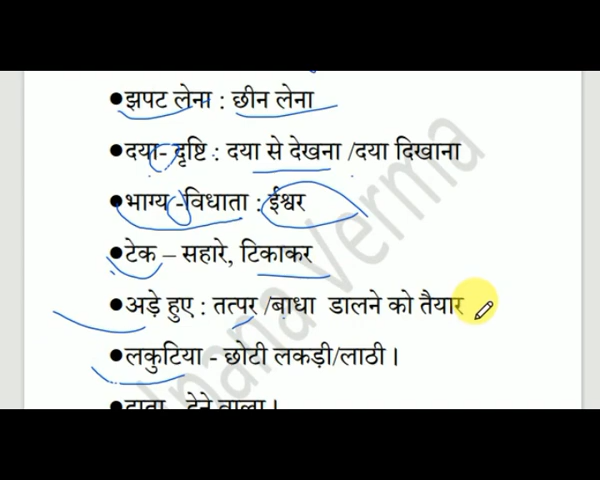 •झपट लेना : छीन लेना
•दया- दृष्टि : दया से देखना /दया दिखाना
•भाग्य -विधाता : ईश्वर
•टेक – सहारे, टिकाकर
•अड़े हुए : तत्पर /बाधा डालने को तैयार
•लकुटिया - छोटी लकड़ी/लाठी ।
•दाता – देने वाला ।